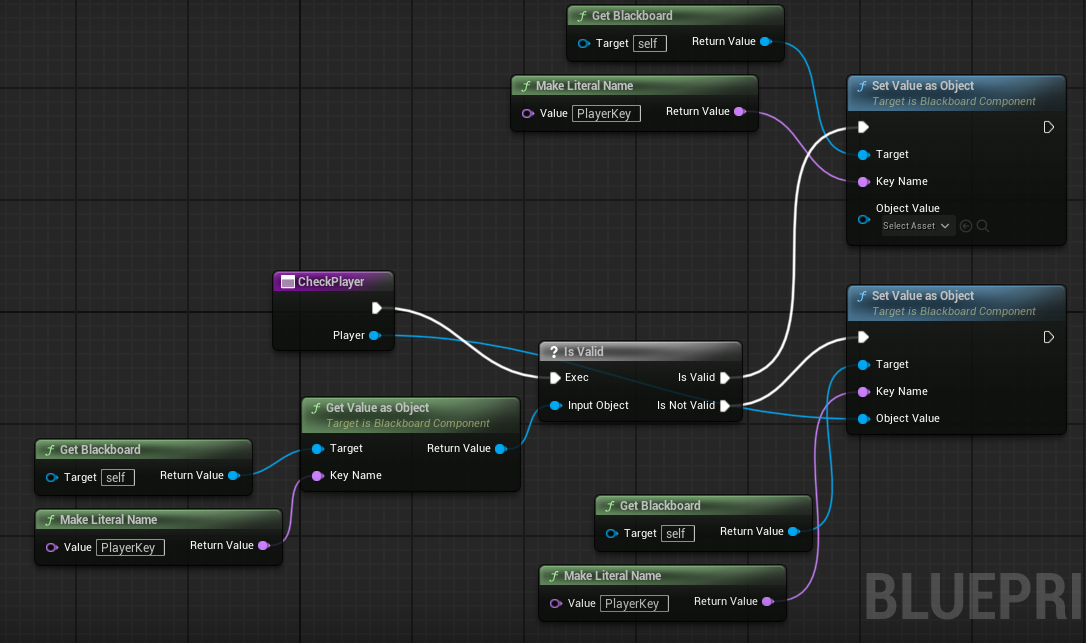 Get Blackboard
Target self Return Value
Make Literal Name
Value PlayerKey Return Value
Set Value as Object
Target is Blackboard Component
Target
Key Name
Object Value
Select Asset
CheckPlayer
Player
Is Valid
Exec Is Valid
Input Object Is Not Valid
Set Value as Object
Target is Blackboard Component
Target
Key Name
Object Value
Get Value as Object
Target is Blackboard Component
Target Return Value
Key Name
Get Blackboard
Target self Return Value
Make Literal Name
Value PlayerKey Return Value
Get Blackboard
Target self Return Value
Make Literal Name
Value PlayerKey Return Value
BLUEPRI